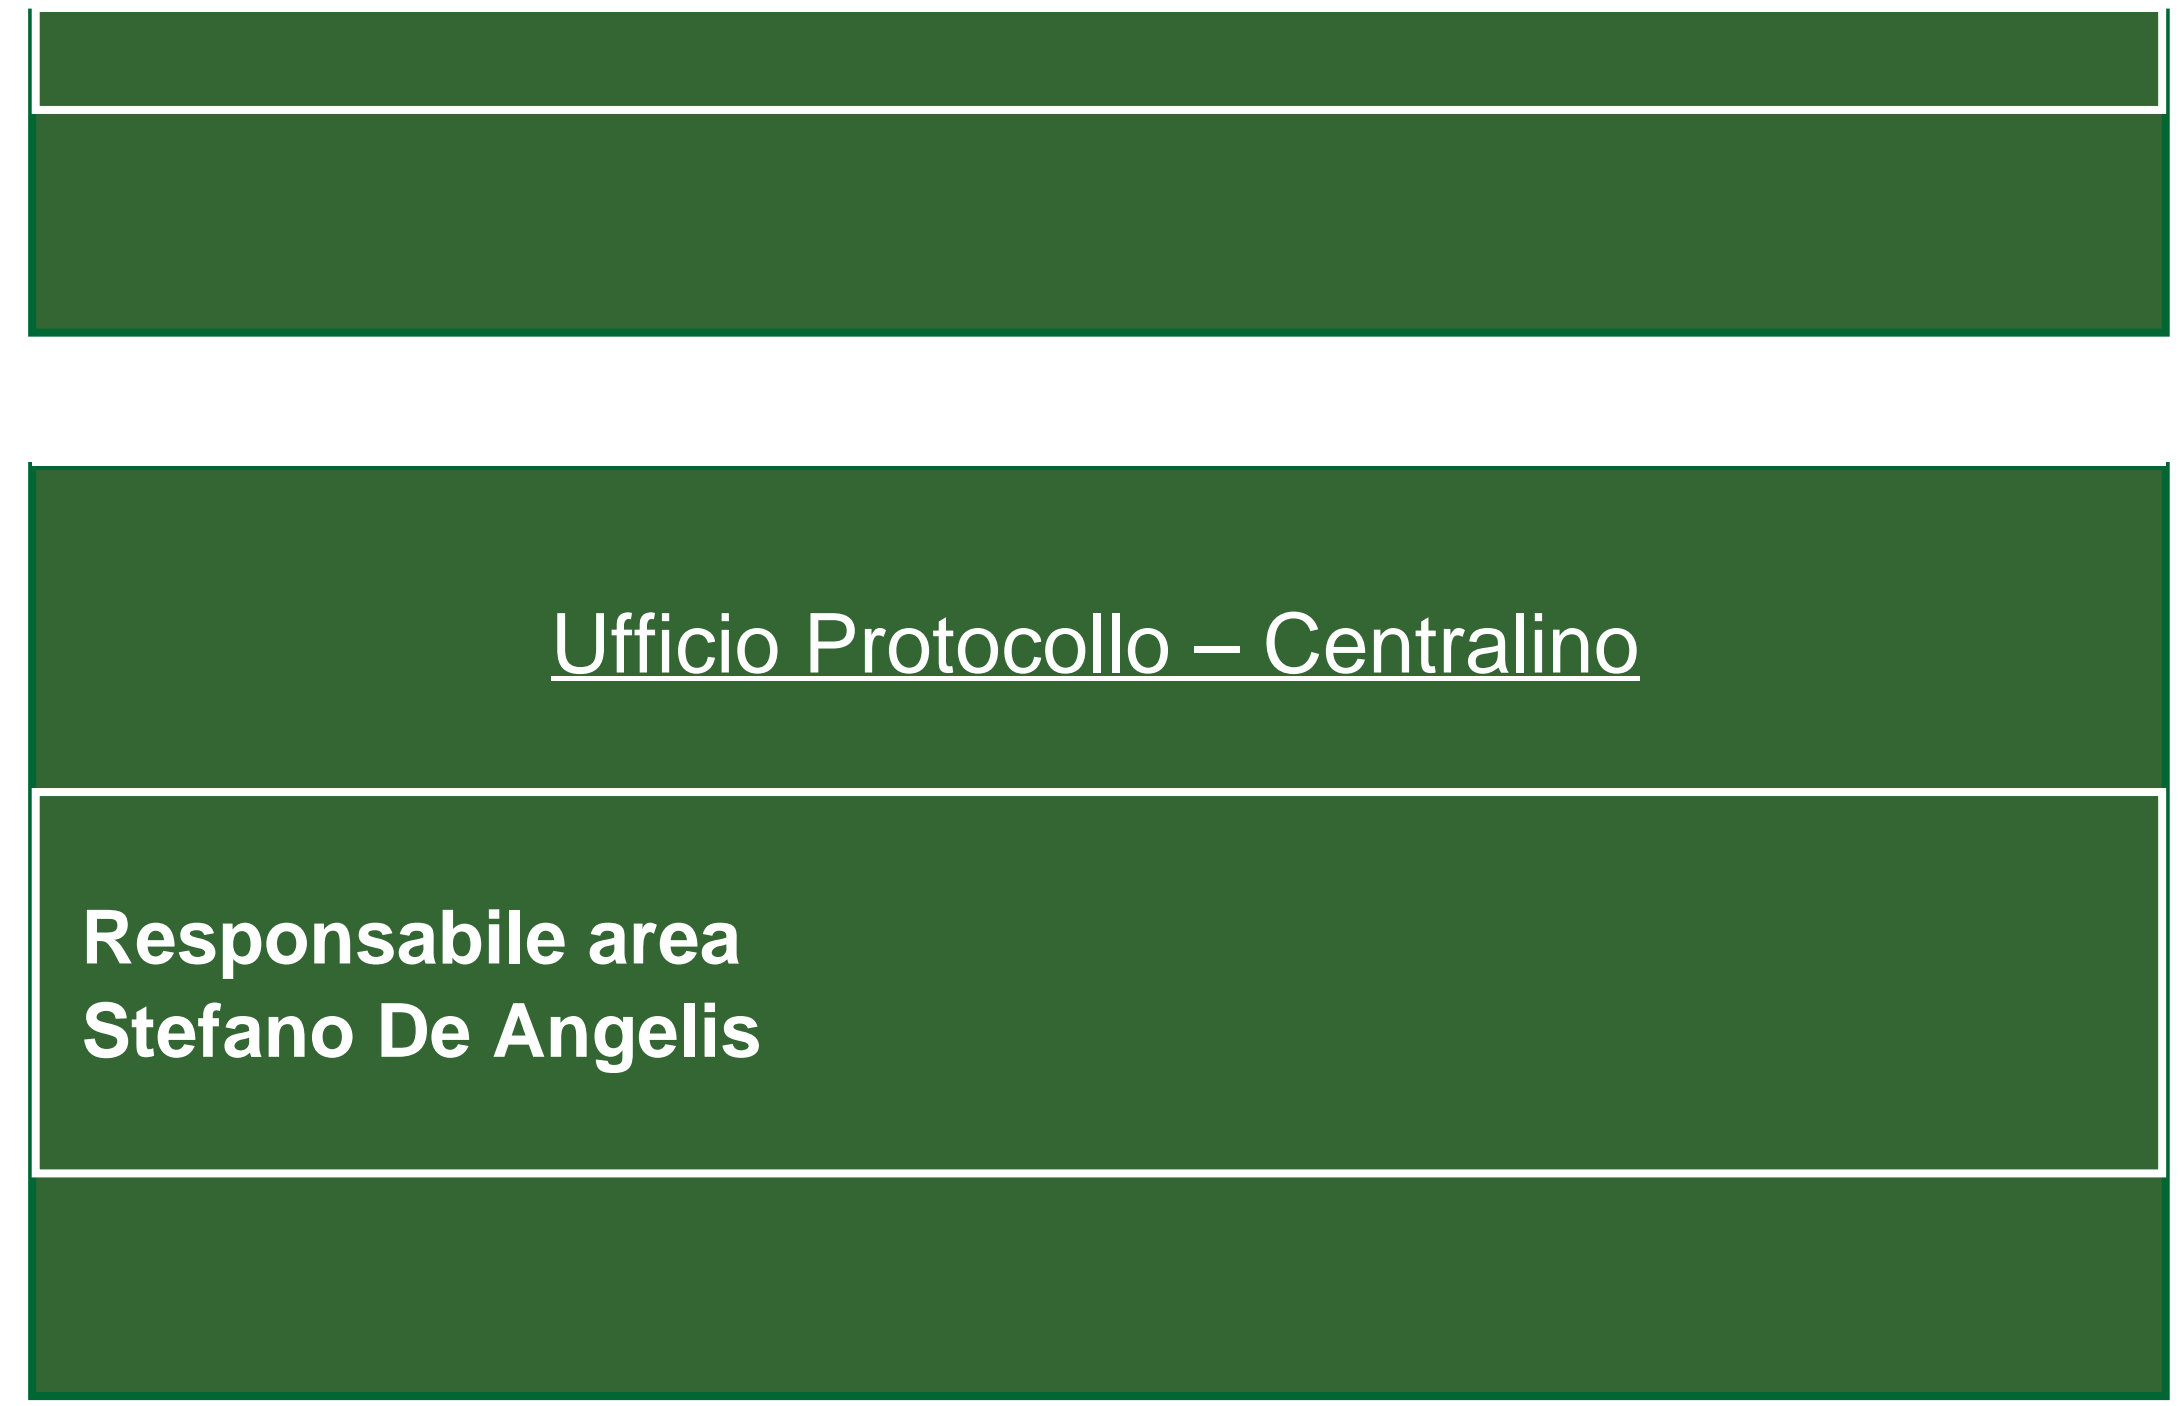 Ufficio Protocollo – Centralino
Responsabile area
Stefano De Angelis